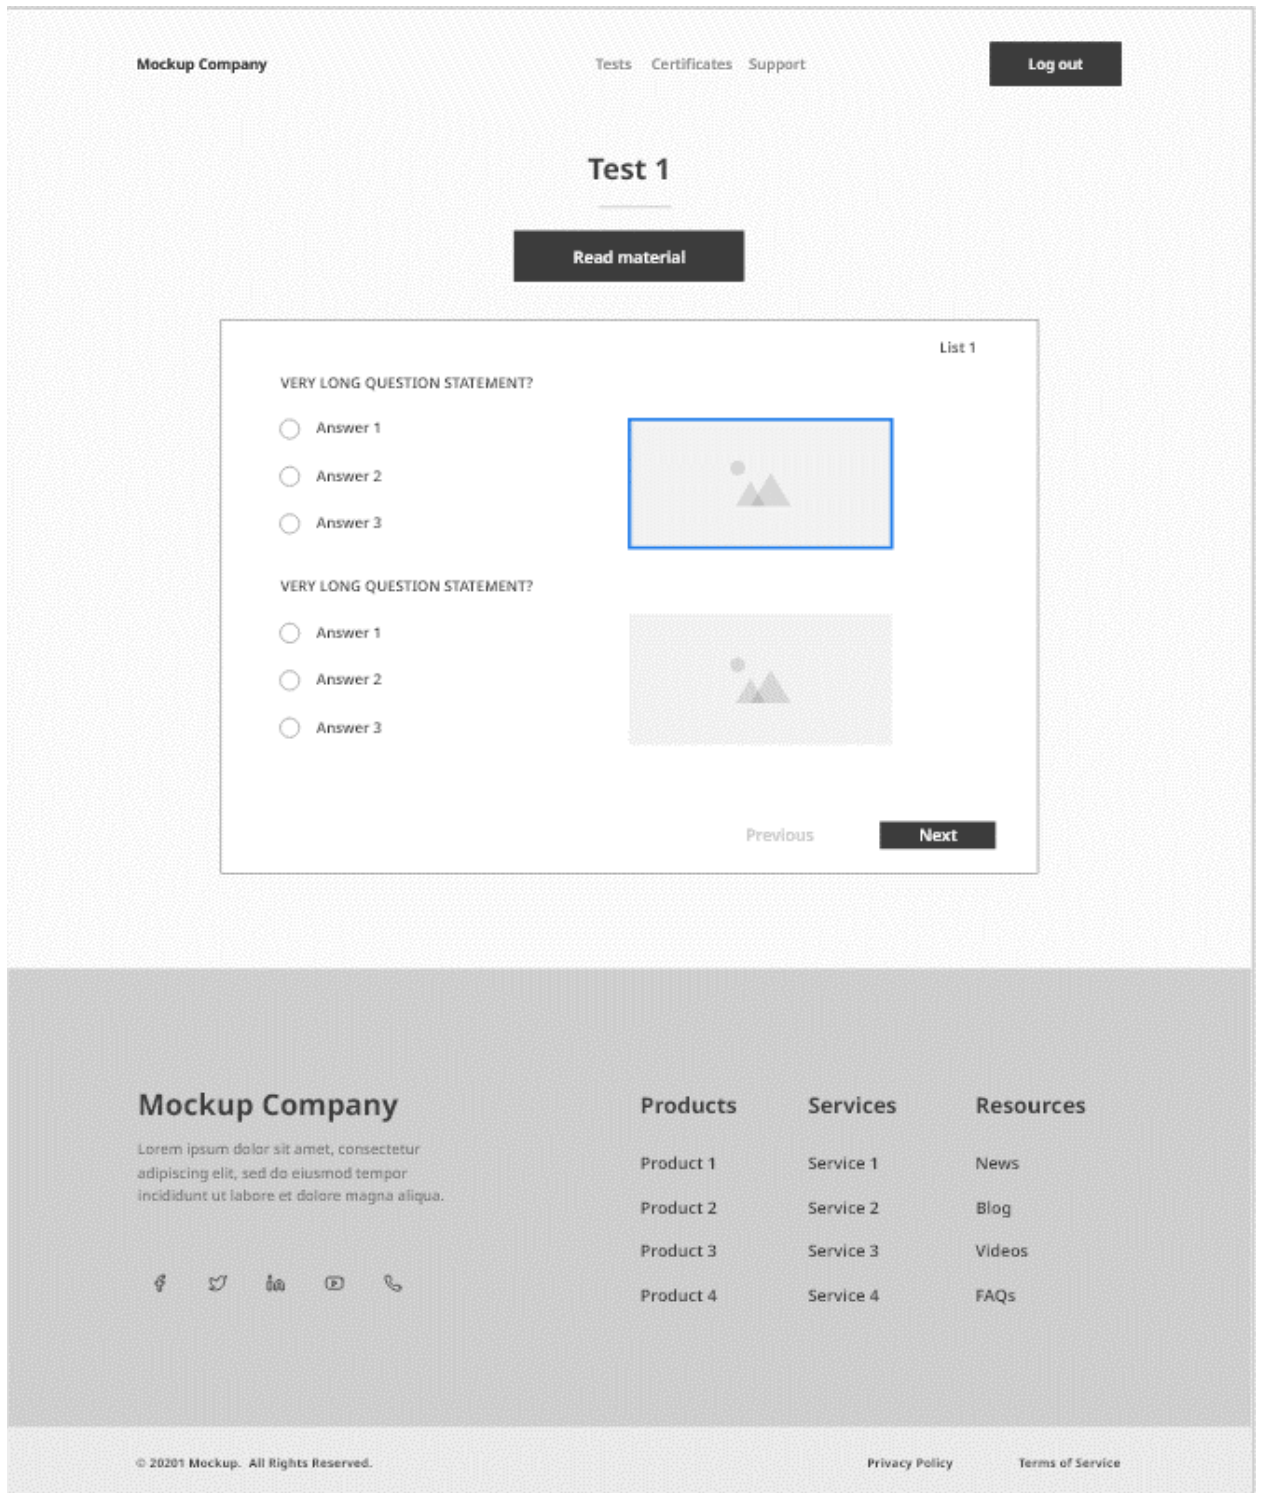 Mockup Company
Tests Certificates Support
Log out
Test 1
Read material
List 1
VERY LONG QUESTION STATEMENT?
Answer 1
Answer 2
Answer 3
VERY LONG QUESTION STATEMENT?
Answer 1
Answer 2
Answer 3
Previous
Next
Mockup Company
Lorem ipsum dolor sit amet, consectetur
adipiscing elit, sed do eiusmod tempor
incididunt ut labore et dolore magna aliqua.
Products
Product 1
Product 2
Product 3
Product 4
Services
Service 1
Service 2
Service 3
Service 4
Resources
News
Blog
Videos
FAQs
© 20201 Mockup. All Rights Reserved.
Privacy Policy
Terms of Service